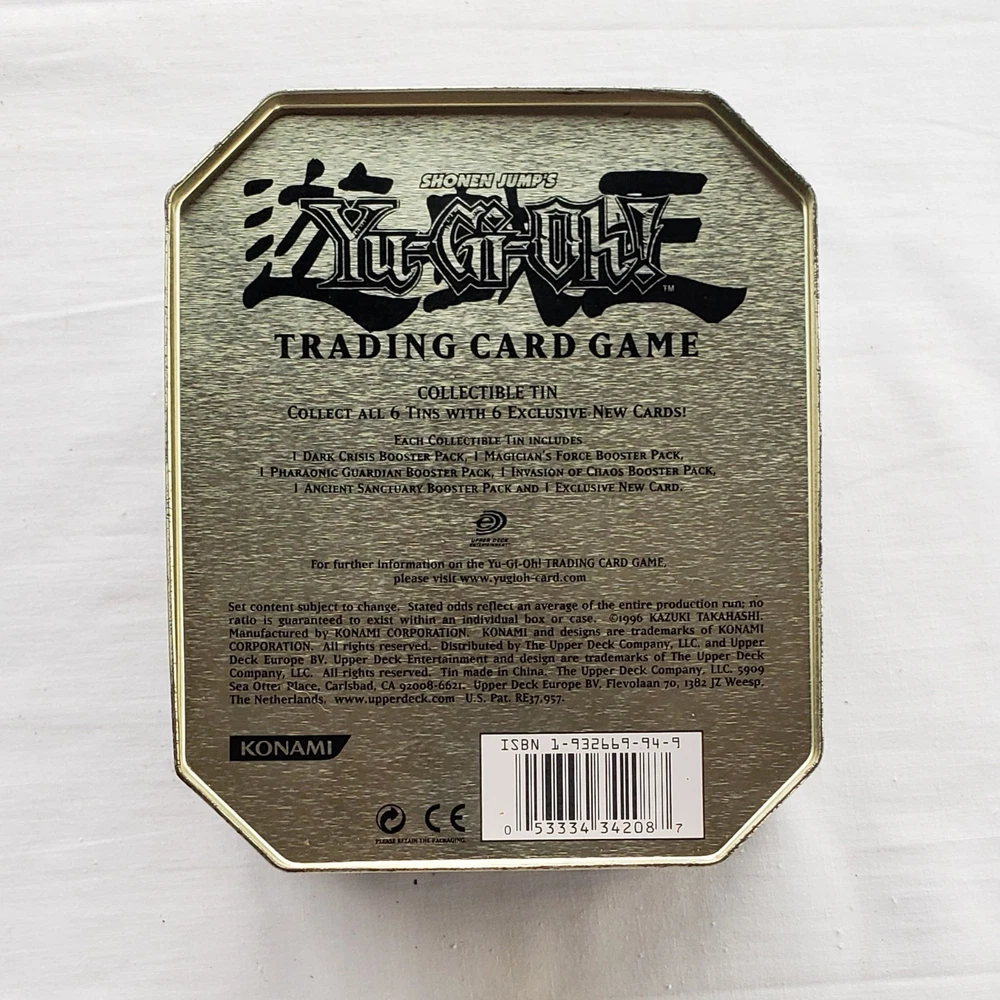 SHONEN JUMP'S
遊戯王
Yu-Gi-Oh!
TM
TRADING CARD GAME
COLLECTIBLE TIN
COLLECT ALL 6 TINS WITH 6 EXCLUSIVE NEW CARDS!
EACH COLLECTIBLE TIN INCLUDES
1 DARK CRISIS BOOSTER PACK, 1 MAGICIAN'S FORCE BOOSTER PACK,
1 PHARAONIC GUARDIAN BOOSTER PACK, 1 INVASION OF CHAOS BOOSTER PACK,
1 ANCIENT SANCTUARY BOOSTER PACK AND 1 EXCLUSIVE NEW CARD.
UPPER DECK
ENTERTAINMENT
For further information on the Yu-Gi-Oh! TRADING CARD GAME,
please visit www.yugioh-card.com
Set content subject to change. Stated odds reflect an average of the entire production run; no
ratio is guaranteed to exist within an individual box or case. ©1996 KAZUKI TAKAHASHI.
Manufactured by KONAMI CORPORATION. KONAMI and designs are trademarks of KONAMI
CORPORATION. All rights reserved. Distributed by The Upper Deck Company, LLC. and Upper
Deck Europe BV. Upper Deck Entertainment and design are trademarks of The Upper Deck
Company, LLC. All rights reserved. Tin made in China. The Upper Deck Company, LLC. 5909
Sea Otter Place, Carlsbad, CA 92008-6621. Upper Deck Europe BV, Flevolaan 70, 1382 JZ Weesp.
The Netherlands. www.upperdeck.com U.S. Pat. RE37,957.
KONAMI
CE
PLEASE RETAIN THE PACKAGING.
ISBN 1-932669-94-9
0 53334 34208 7